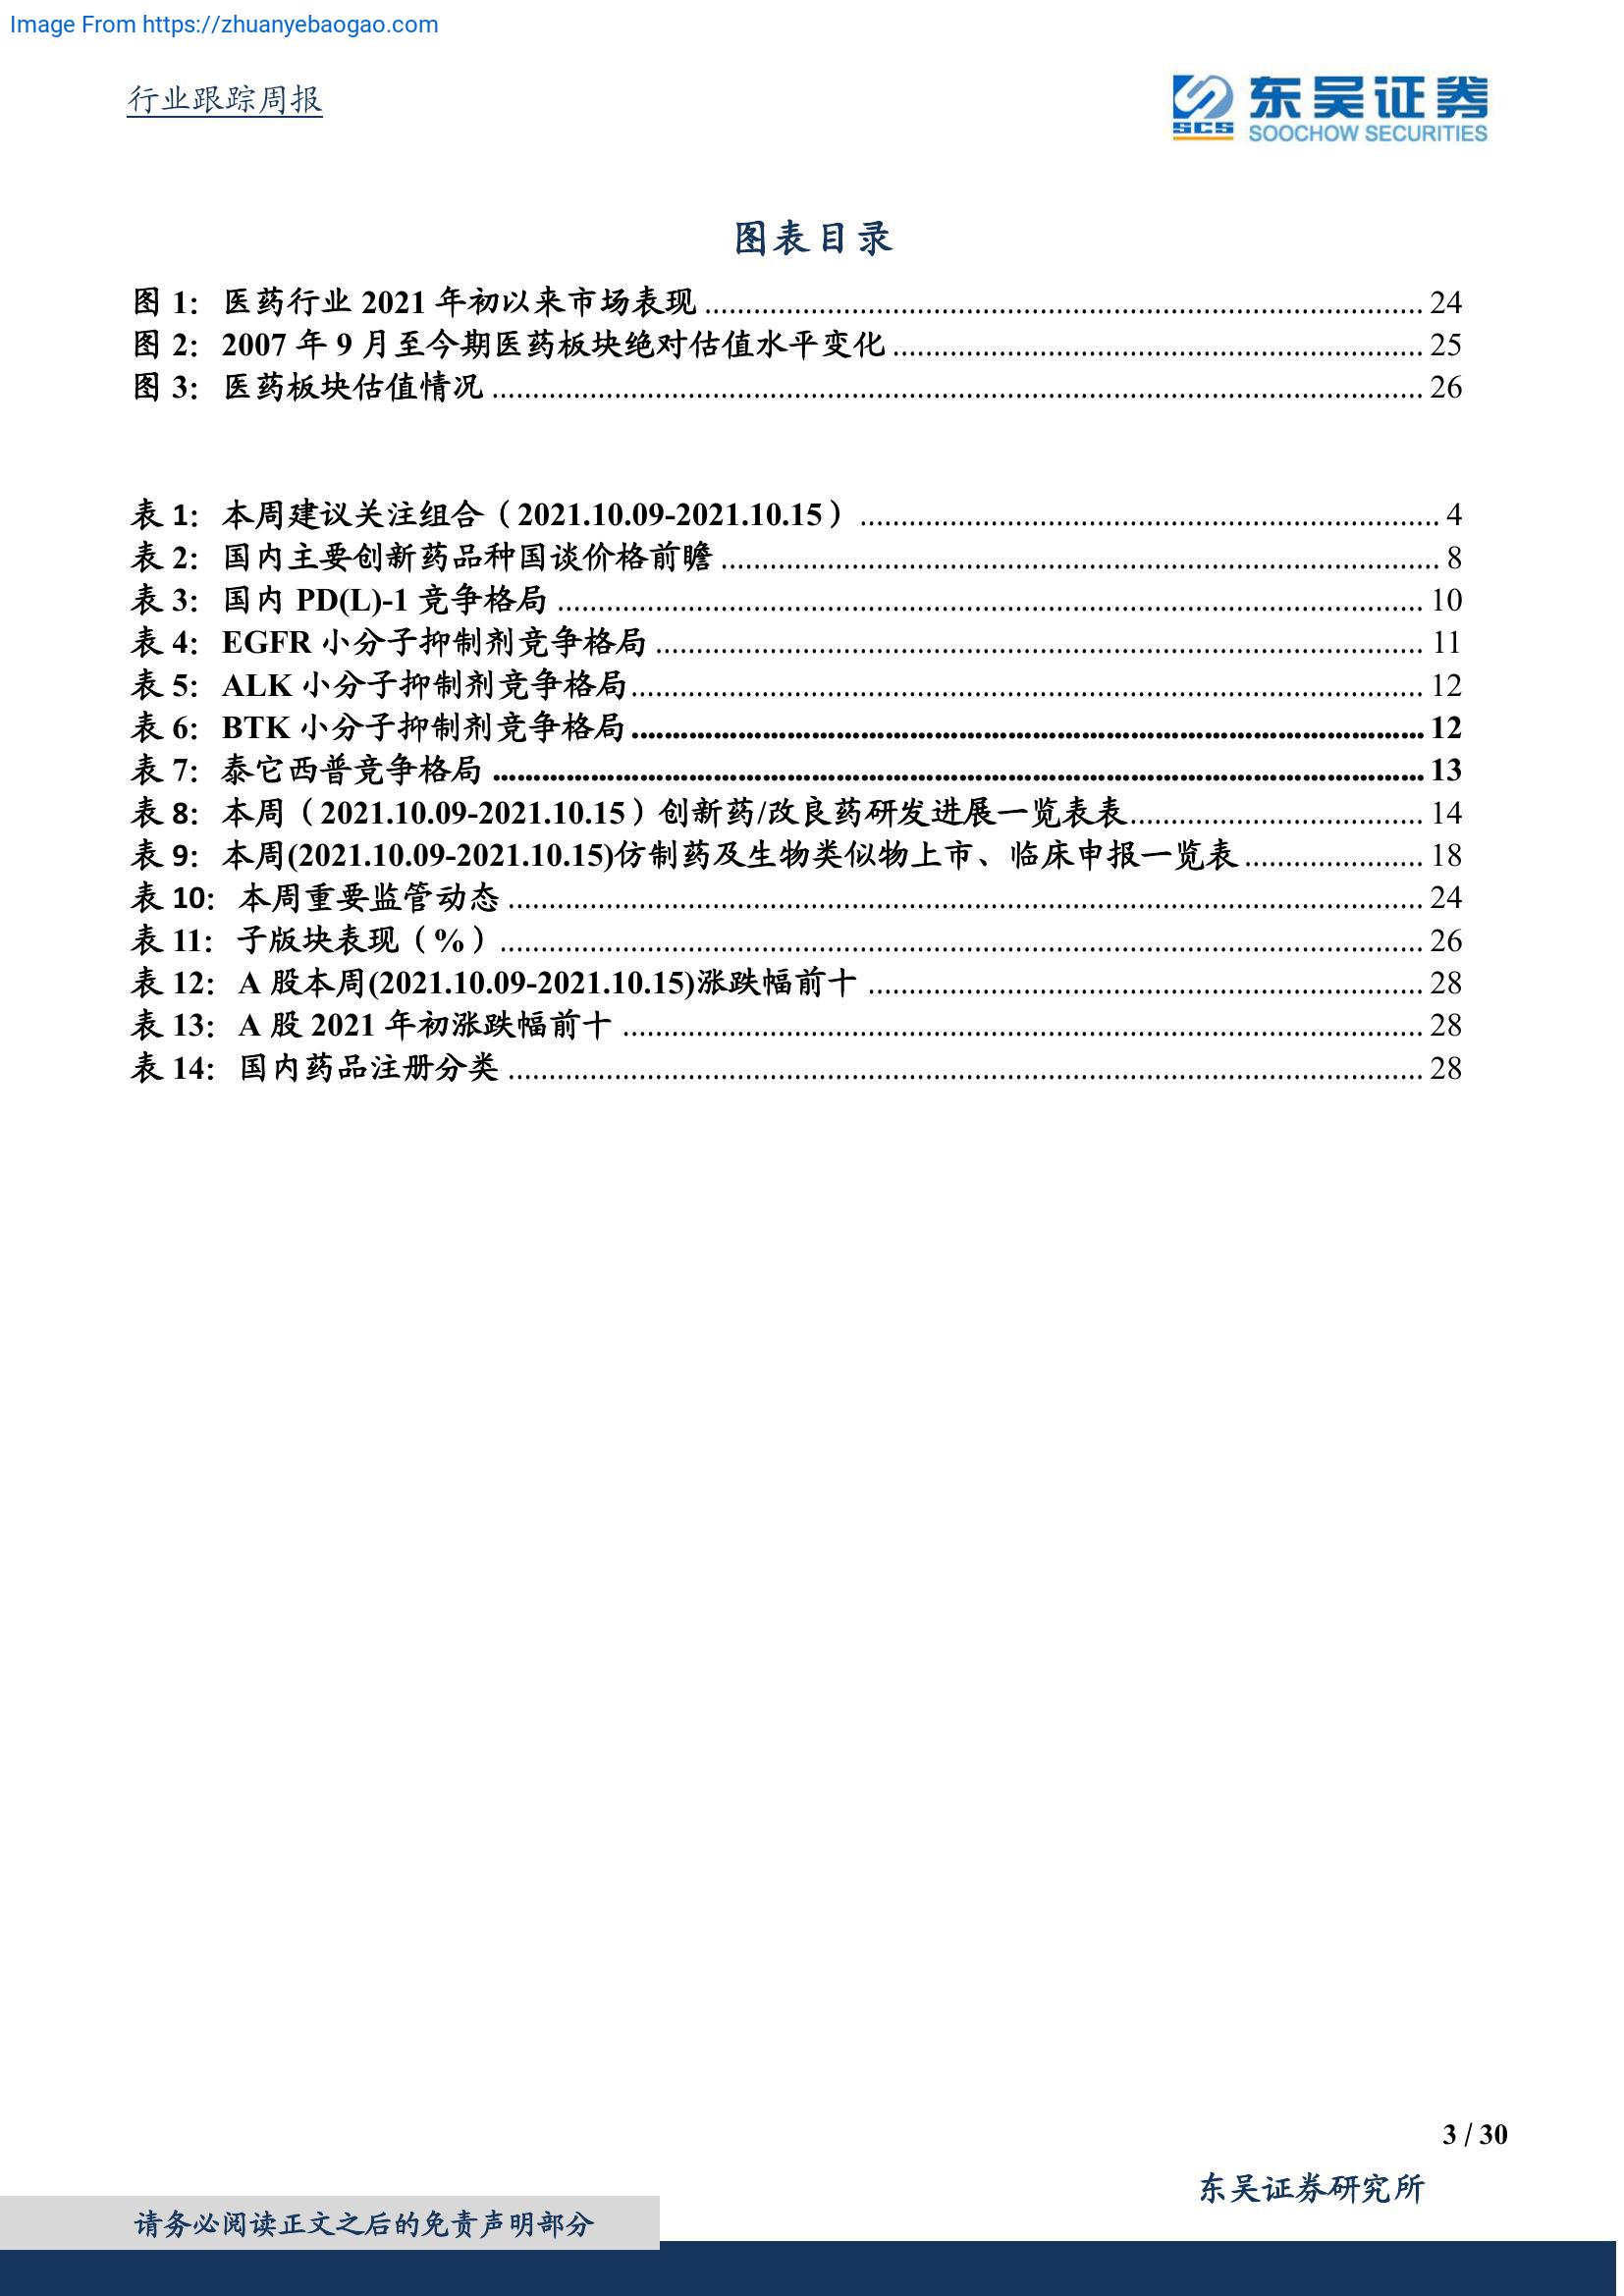 Image From https://zhuanyebaogao.com
行业跟踪周报
SCS 东吴证券
SOOCHOW SECURITIES
图表目录
图 1: 医药行业 2021 年初以来市场表现 24
图 2: 2007 年 9 月至今期医药板块绝对估值水平变化 25
图 3: 医药板块估值情况 26
表 1: 本周建议关注组合（2021.10.09-2021.10.15） 4
表 2: 国内主要创新药品种国谈价格前瞻 8
表 3: 国内 PD(L)-1 竞争格局 10
表 4: EGFR 小分子抑制剂竞争格局 11
表 5: ALK 小分子抑制剂竞争格局 12
表 6: BTK 小分子抑制剂竞争格局 12
表 7: 泰它西普竞争格局 13
表 8: 本周（2021.10.09-2021.10.15）创新药/改良药研发进展一览表表 14
表 9: 本周(2021.10.09-2021.10.15)仿制药及生物类似物上市、临床申报一览表 18
表 10: 本周重要监管动态 24
表 11: 子版块表现（%） 26
表 12: A 股本周(2021.10.09-2021.10.15)涨跌幅前十 28
表 13: A 股 2021 年初涨跌幅前十 28
表 14: 国内药品注册分类 28
3 / 30
东吴证券研究所
请务必阅读正文之后的免责声明部分